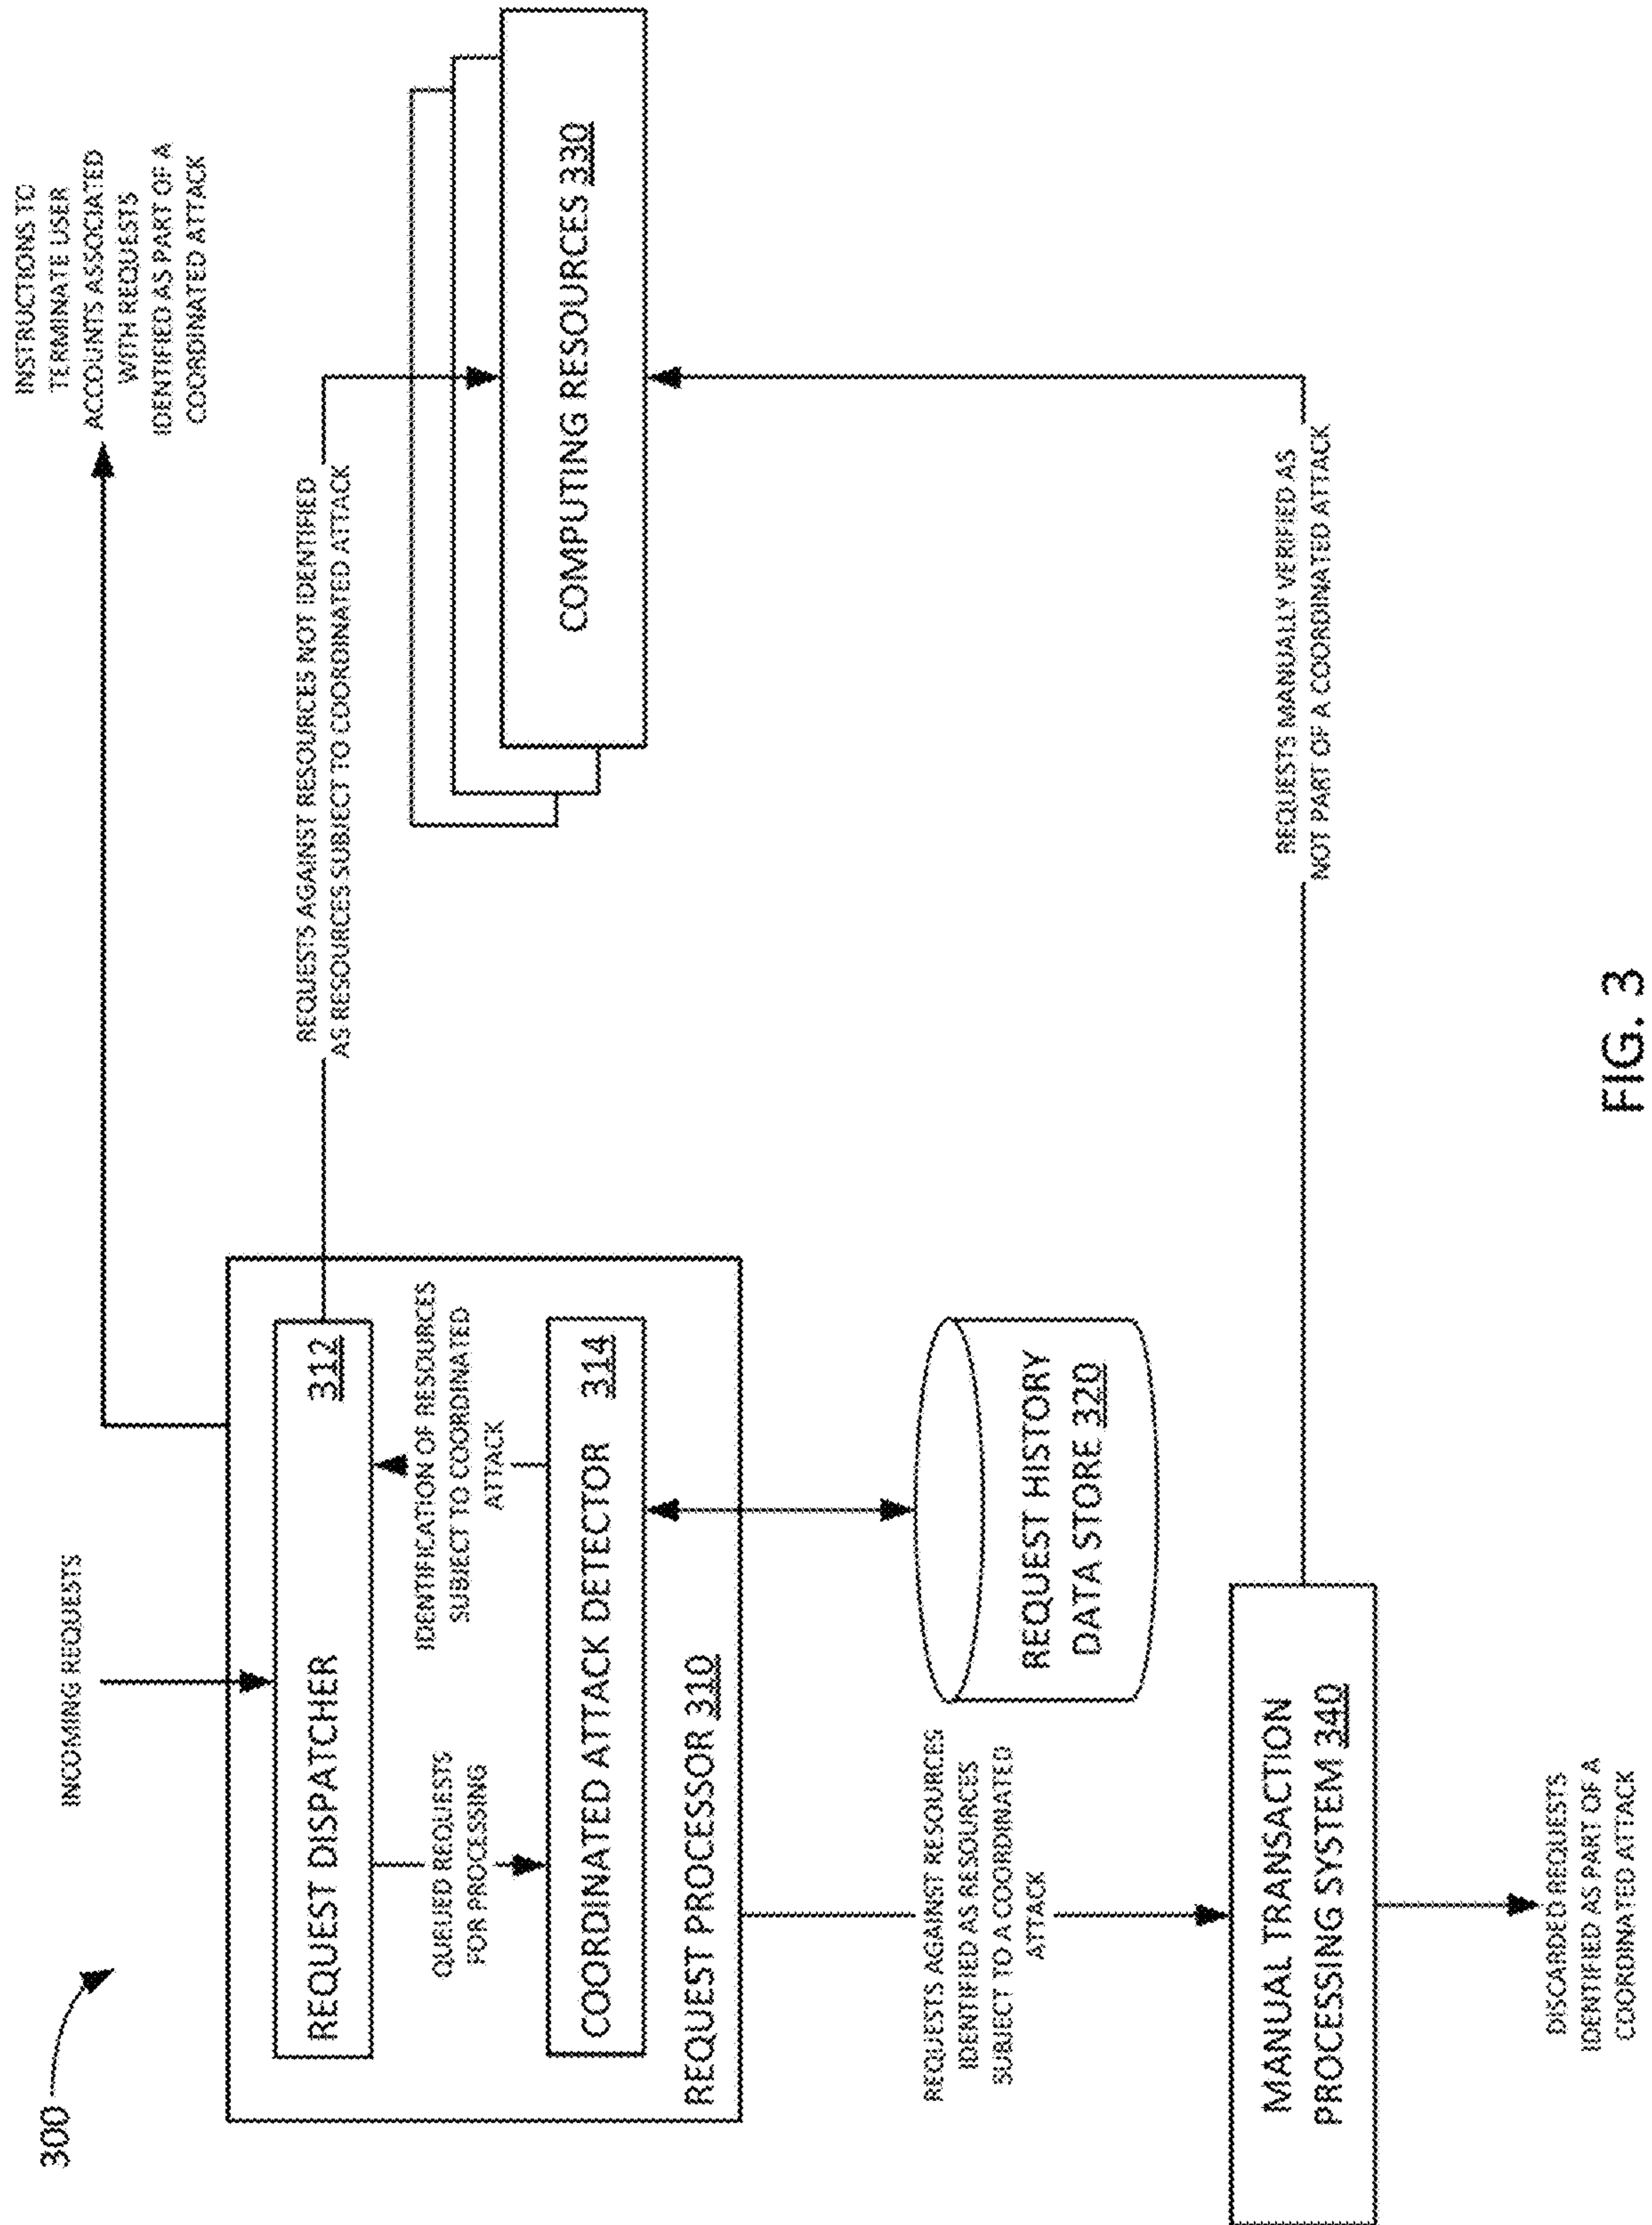 300
INCOMING REQUESTS
INSTRUCTIONS TO
TERMINATE USER
ACCOUNTS ASSOCIATED
WITH REQUESTS
IDENTIFIED AS PART OF A
COORDINATED ATTACK
REQUEST DISPATCHER 312
QUEUED REQUESTS
FOR PROCESSING
IDENTIFICATION OF RESOURCES
SUBJECT TO COORDINATED
ATTACK
COORDINATED ATTACK DETECTOR 314
REQUEST PROCESSOR 310
REQUESTS AGAINST RESOURCES NOT IDENTIFIED
AS RESOURCES SUBJECT TO COORDINATED ATTACK
COMPUTING RESOURCES 330
REQUESTS AGAINST RESOURCES
IDENTIFIED AS RESOURCES
SUBJECT TO A COORDINATED
ATTACK
REQUEST HISTORY
DATA STORE 320
MANUAL TRANSACTION
PROCESSING SYSTEM 340
REQUESTS MANUALLY VERIFIED AS
NOT PART OF A COORDINATED ATTACK
DISCARDED REQUESTS
IDENTIFIED AS PART OF A
COORDINATED ATTACK
FIG. 3